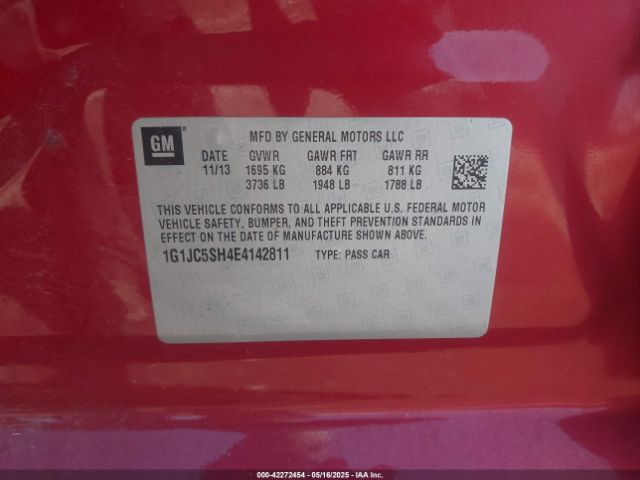 GM
MFD BY GENERAL MOTORS LLC
DATE GVWR GAWR FRT GAWR RR
11/13 1695 KG 884 KG 811 KG
3736 LB 1948 LB 1788 LB
THIS VEHICLE CONFORMS TO ALL APPLICABLE U.S. FEDERAL MOTOR
VEHICLE SAFETY, BUMPER, AND THEFT PREVENTION STANDARDS IN
EFFECT ON THE DATE OF MANUFACTURE SHOWN ABOVE.
1G1JC5SH4E4142811 TYPE: PASS CAR
000-42272454 - 05/16/2025 - IAAI, Inc.